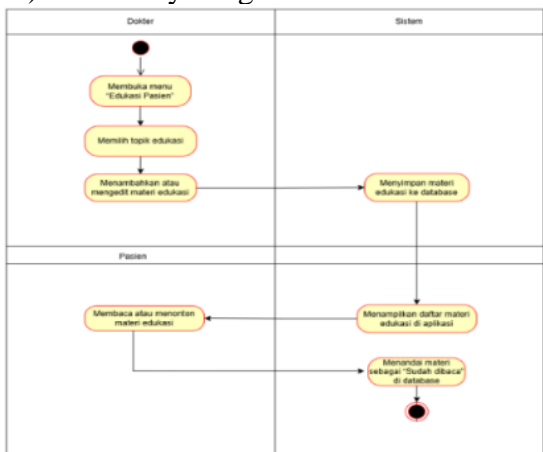 Dokter
Sistem
Membuka menu
"Edukasi Pasien"
Memilih topik edukasi
Menambahkan atau
mengedit materi edukasi
Menyimpan materi
edukasi ke database
Pasien
Membaca atau menonton
materi edukasi
Menampilkan daftar materi
edukasi di aplikasi
Menandai materi
sebagai "Sudah dibaca"
di database